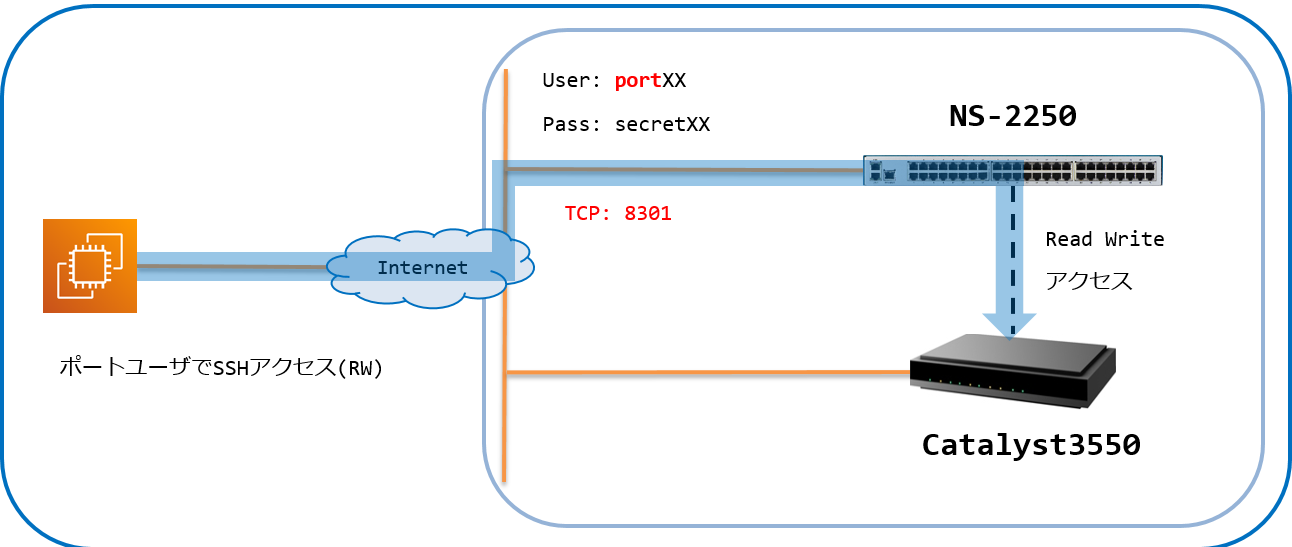 User: portXX
Pass: secretXX
NS-2250
TCP: 8301
Internet
Read Write
アクセス
ポートユーザでSSHアクセス(RW)
Catalyst3550